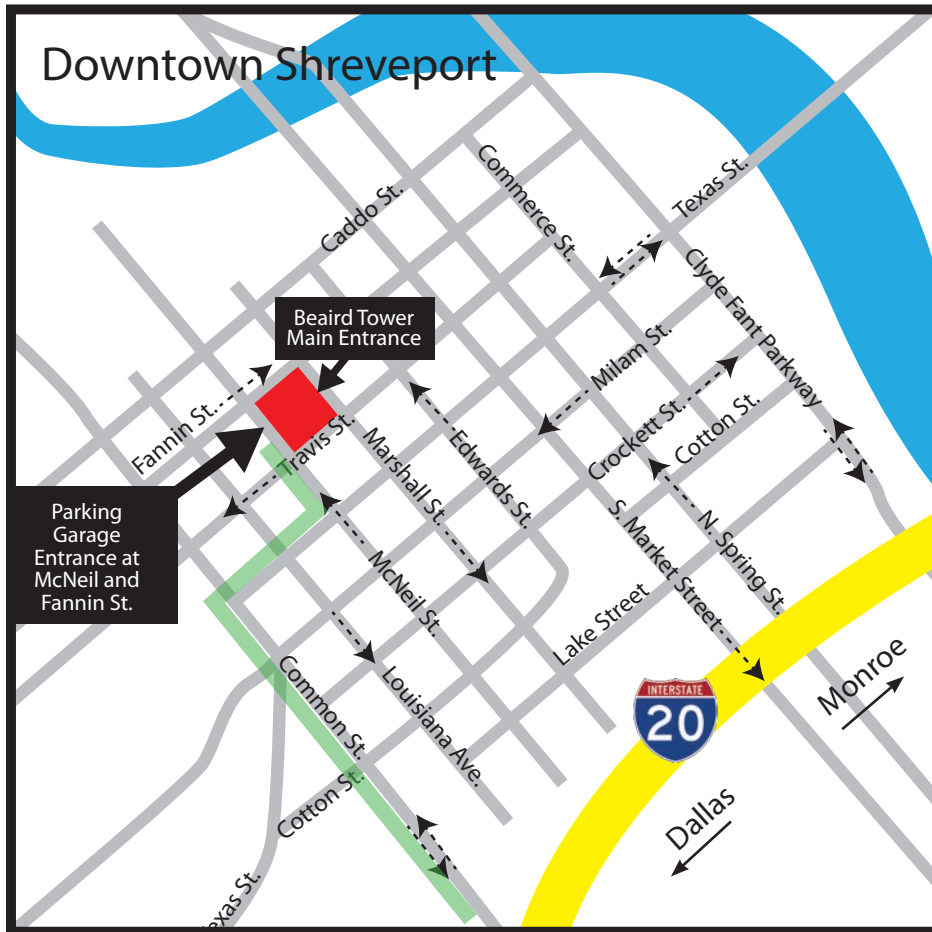 Downtown Shreveport
Caddo St.
Commerce St.
Texas St.
Clyde Fant Parkway
Beaird Tower
Main Entrance
Milam St.
Fannin St.
Travis St.
Marshall St.
Edwards St.
Crockett St.
Cotton St.
Parking
Garage
Entrance at
McNeil and
Fannin St.
McNeil St.
S. Market Street
N. Spring St.
Lake Street
Common St.
Louisiana Ave.
INTERSTATE
20
Monroe
Dallas
Cotton St.
exas St.